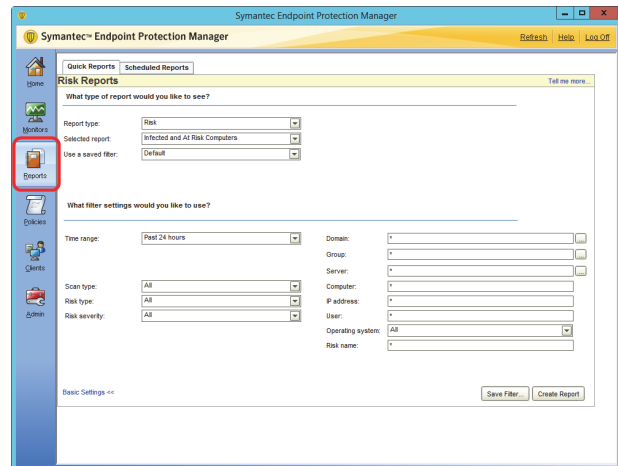 Symantec Endpoint Protection Manager
Symantec™ Endpoint Protection Manager
Refresh Help Log Off
Home
Monitors
Reports
Policies
Clients
Admin
Quick Reports Scheduled Reports
Risk Reports Tell me more...
What type of report would you like to see?
Report type: Risk
Selected report: Infected and At Risk Computers
Use a saved filter: Default
What filter settings would you like to use?
Time range: Past 24 hours Domain: * ...
Group: * ...
Server: * ...
Scan type: All Computer: *
Risk type: All IP address: *
Risk severity: All User: *
Operating system: All
Risk name: *
Basic Settings << Save Filter... Create Report